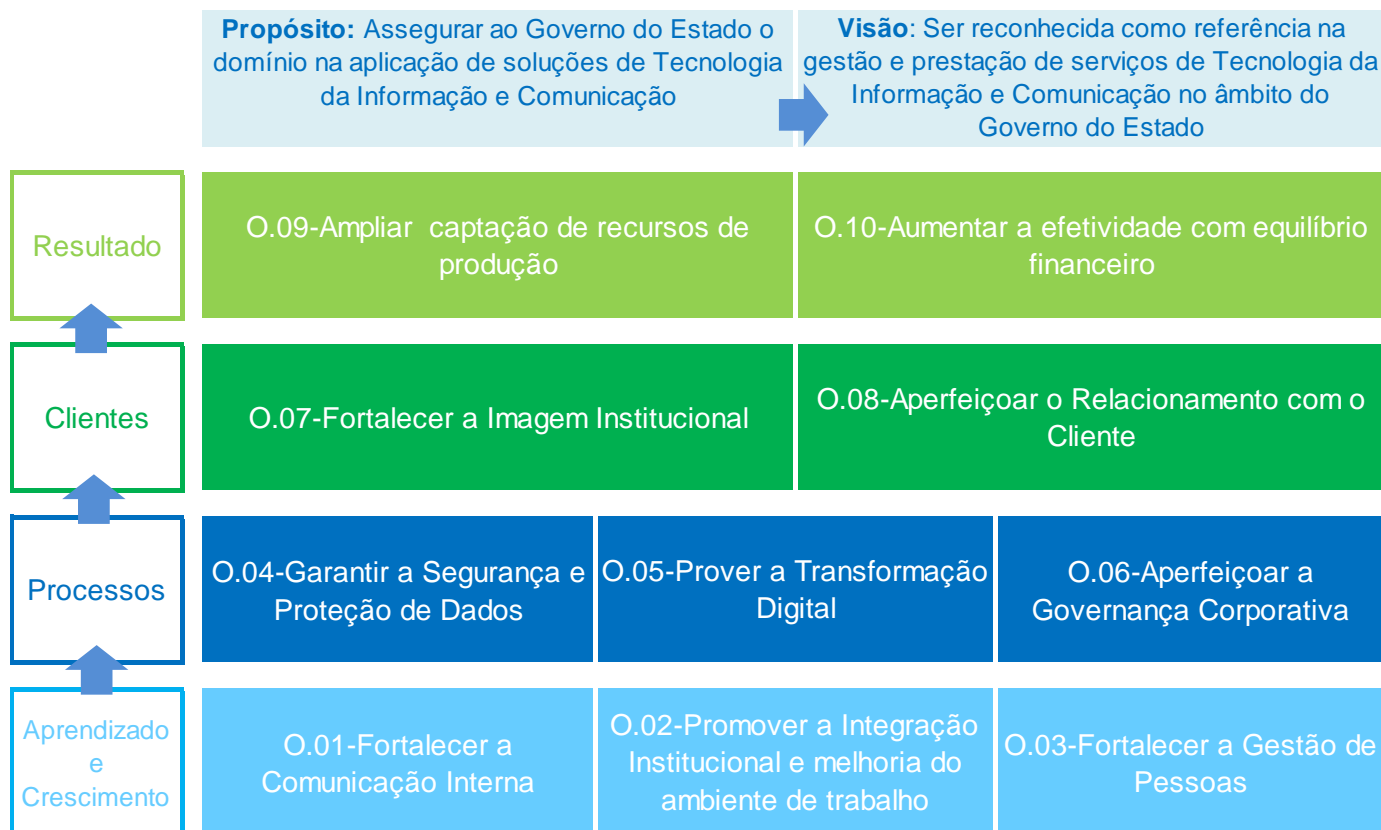 Propósito: Assegurar ao Governo do Estado o
domínio na aplicação de soluções de Tecnologia
da Informação e Comunicação
Visão: Ser reconhecida como referência na
gestão e prestação de serviços de Tecnologia da
Informação e Comunicação no âmbito do
Governo do Estado
Resultado
O.09-Ampliar captação de recursos de
produção
O.10-Aumentar a efetividade com equilíbrio
financeiro
Clientes
O.07-Fortalecer a Imagem Institucional
O.08-Aperfeiçoar o Relacionamento com o
Cliente
Processos
O.04-Garantir a Segurança e
Proteção de Dados
O.05-Prover a Transformação
Digital
O.06-Aperfeiçoar a
Governança Corporativa
Aprendizado
e
Crescimento
O.01-Fortalecer a
Comunicação Interna
O.02-Promover a Integração
Institucional e melhoria do
ambiente de trabalho
O.03-Fortalecer a Gestão de
Pessoas